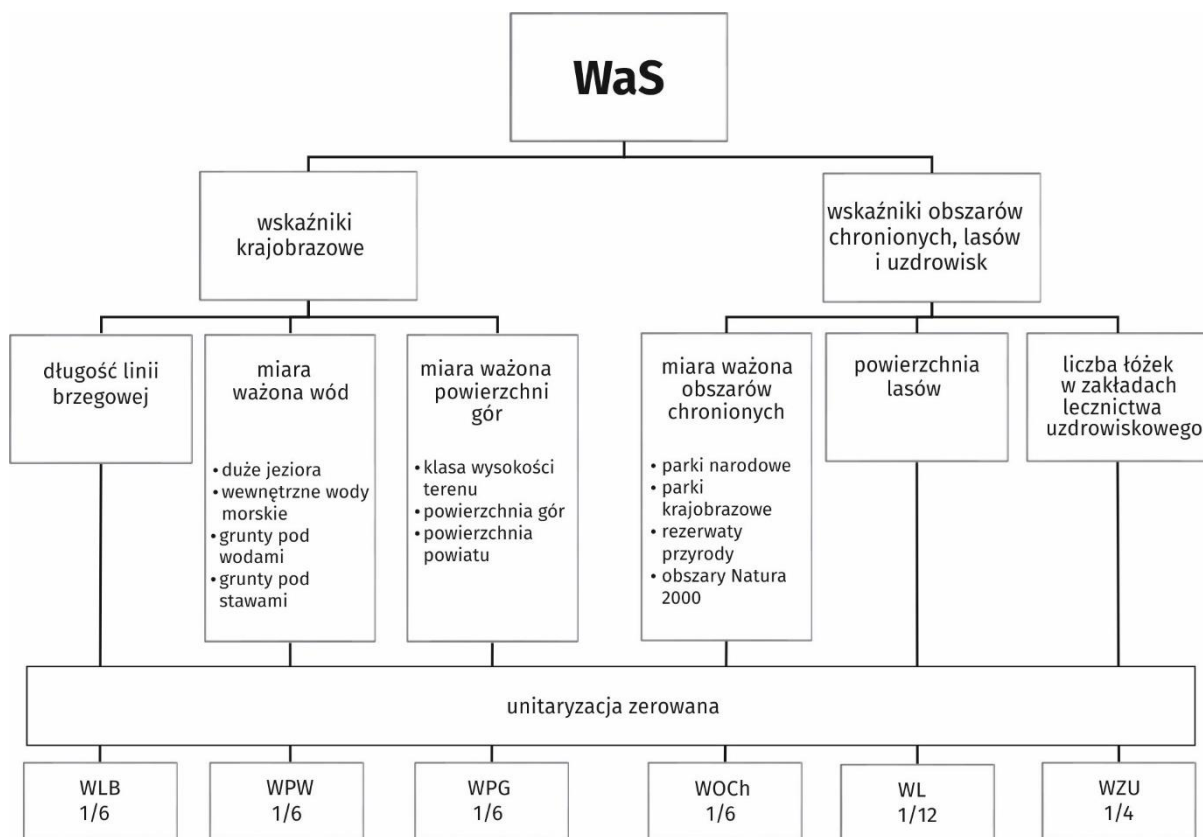 WaS
wskaźniki
krajobrazowe
wskaźniki obszarów
chronionych, lasów
i uzdrowisk
długość linii
brzegowej
miara
ważona wód
• duże jeziora
• wewnętrzne wody
morskie
• grunty pod
wodami
• grunty pod
stawami
miara ważona
powierzchni
gór
• klasa wysokości
terenu
• powierzchnia gór
• powierzchnia
powiatu
miara ważona
obszarów
chronionych
• parki narodowe
• parki
krajobrazowe
• rezerwaty
przyrody
• obszary Natura
2000
powierzchnia
lasów
liczba łóżek
w zakładach
lecznictwa
uzdrowiskowego
unitaryzacja zerowana
WLB
1/6
WPW
1/6
WPG
1/6
WOCh
1/6
WL
1/12
WZU
1/4